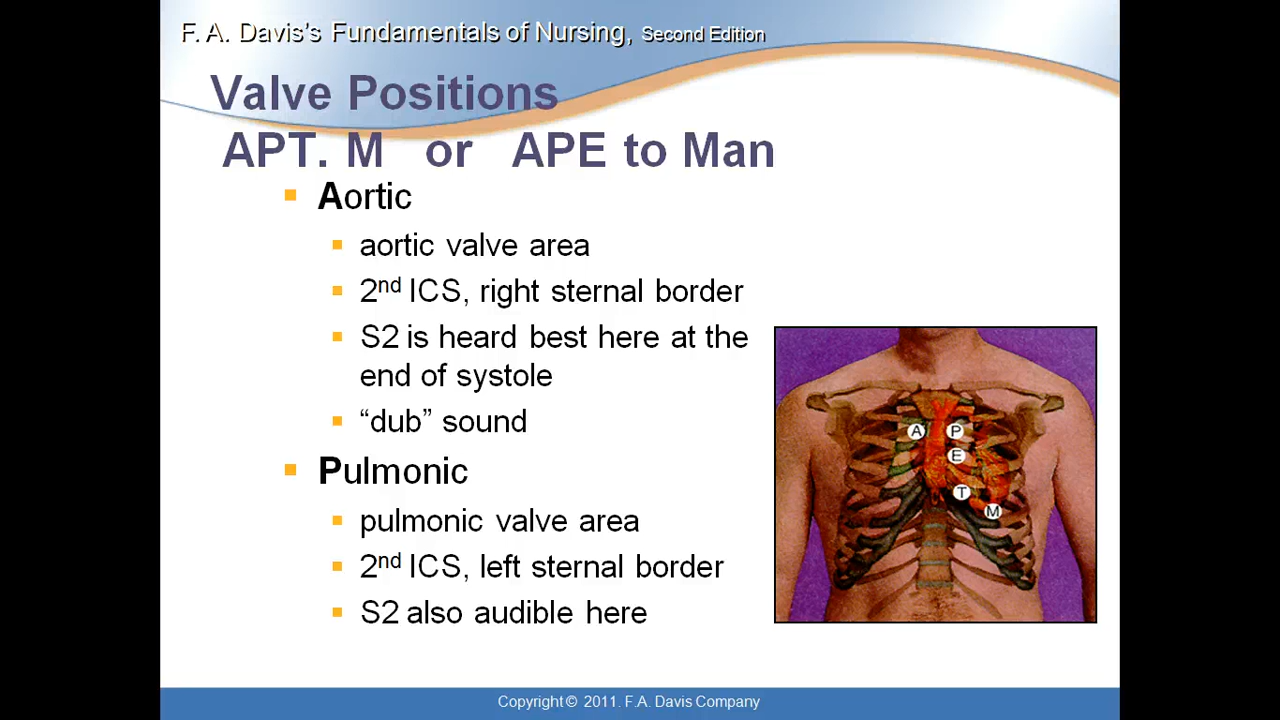 F. A. Davis's Fundamentals of Nursing, Second Edition
Valve Positions
APT. M or APE to Man
Aortic
aortic valve area
2nd ICS, right sternal border
S2 is heard best here at the
end of systole
“dub” sound
Pulmonic
pulmonic valve area
2nd ICS, left sternal border
S2 also audible here
A P
E
T
M
Copyright © 2011. F.A. Davis Company